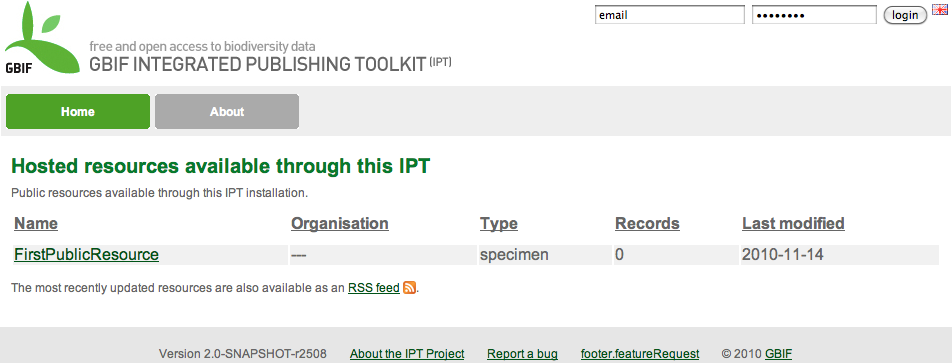 email •••••••• login
free and open access to biodiversity data
GBIF GBIF INTEGRATED PUBLISHING TOOLKIT (IPT)
Home About
Hosted resources available through this IPT
Public resources available through this IPT installation.
Name Organisation Type Records Last modified
FirstPublicResource --- specimen 0 2010-11-14
The most recently updated resources are also available as an RSS feed .
Version 2.0-SNAPSHOT-r2508 About the IPT Project Report a bug footer.featureRequest © 2010 GBIF